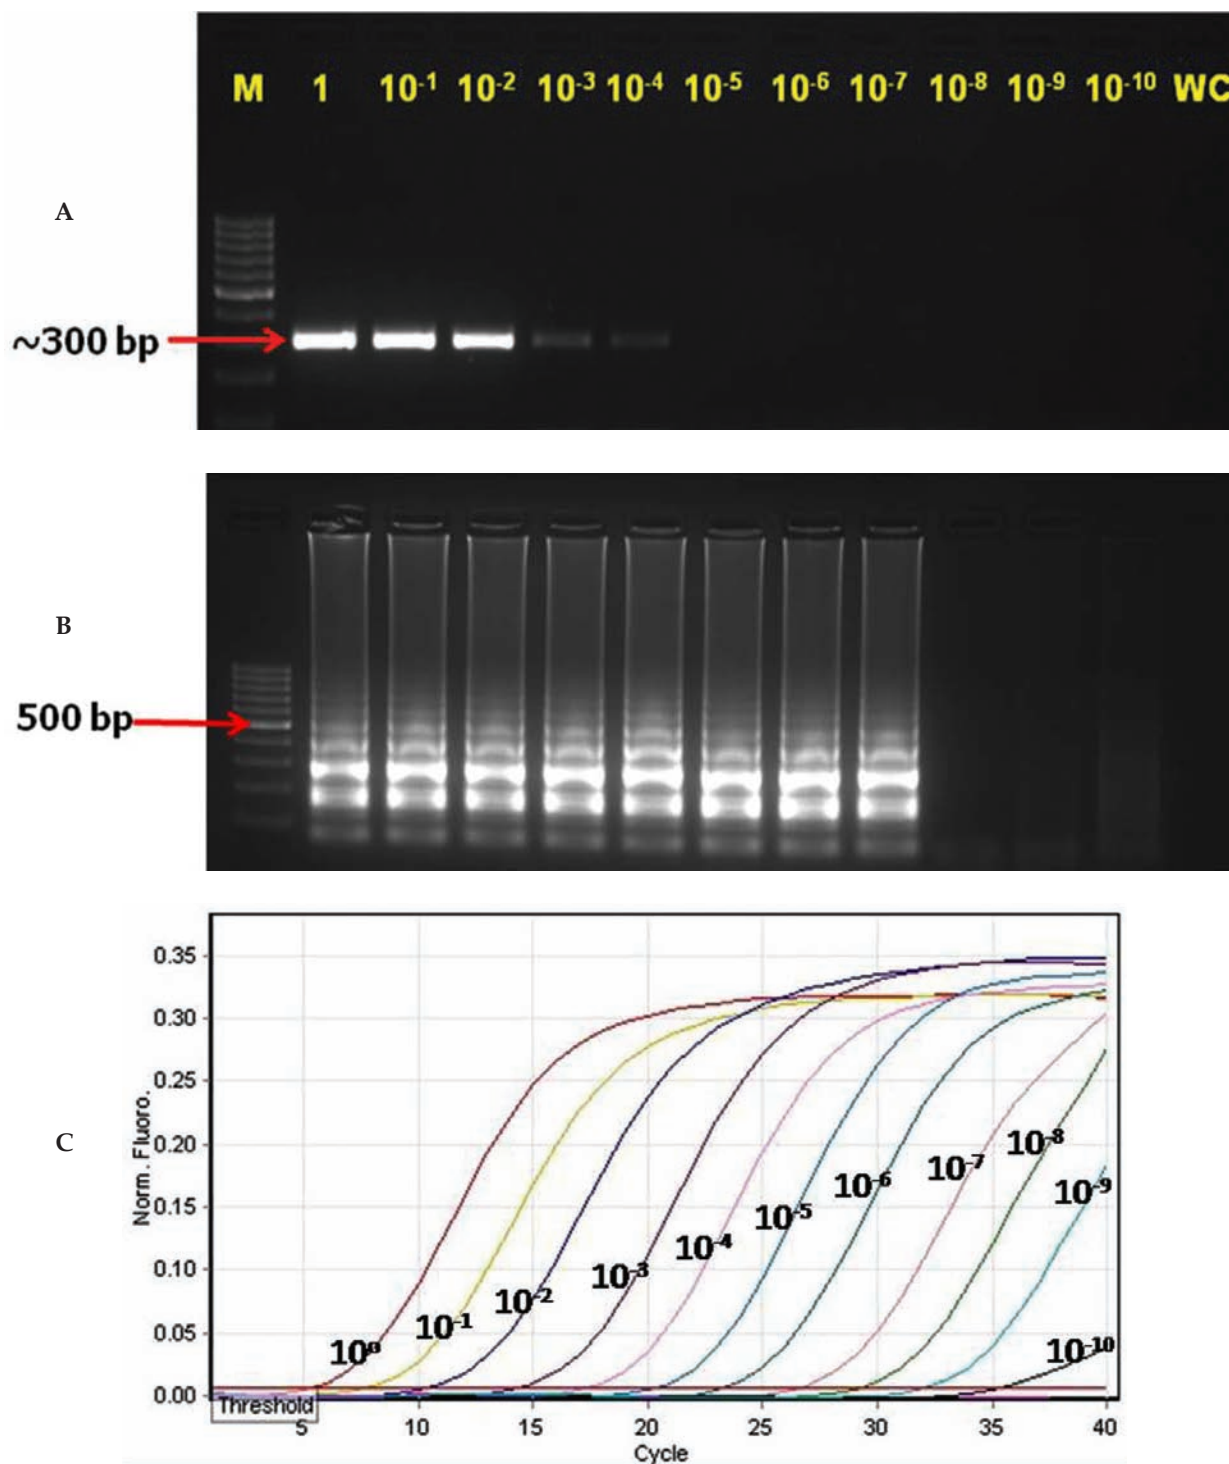 M 1 10-1 10-2 10-3 10-4 10-5 10-6 10-7 10-8 10-9 10-10 WC
A
~300 bp
B
500 bp
C
Norm. Fluoro.
0.35
0.30
0.25
0.20
0.15
0.10
0.05
0.00
10⁰
10-1
10-2
10-3
10-4
10-5
10-6
10-7
10-8
10-9
10-10
Threshold
5 10 15 20 25 30 35 40
Cycle